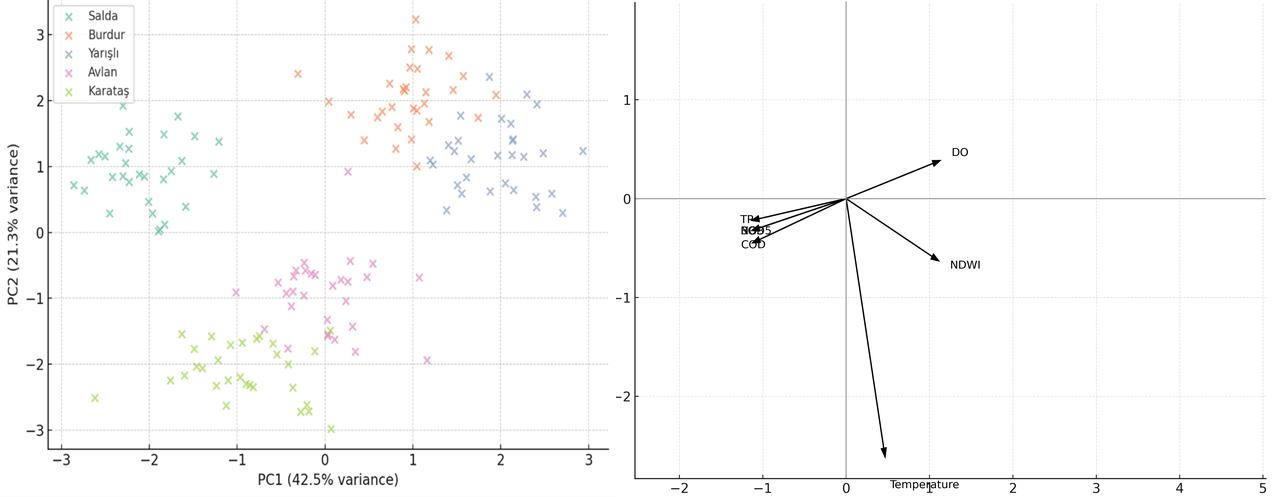 Salda
Burdur
Yarışlı
Avlan
Karataş
3
2
1
0
−1
−2
−3
PC2 (21.3% variance)
−3
−2
−1
0
1
2
3
PC1 (42.5% variance)
1
0
−1
−2
DO
TP
COD
NDWI
Temperature
−2
−1
0
1
2
3
4
5